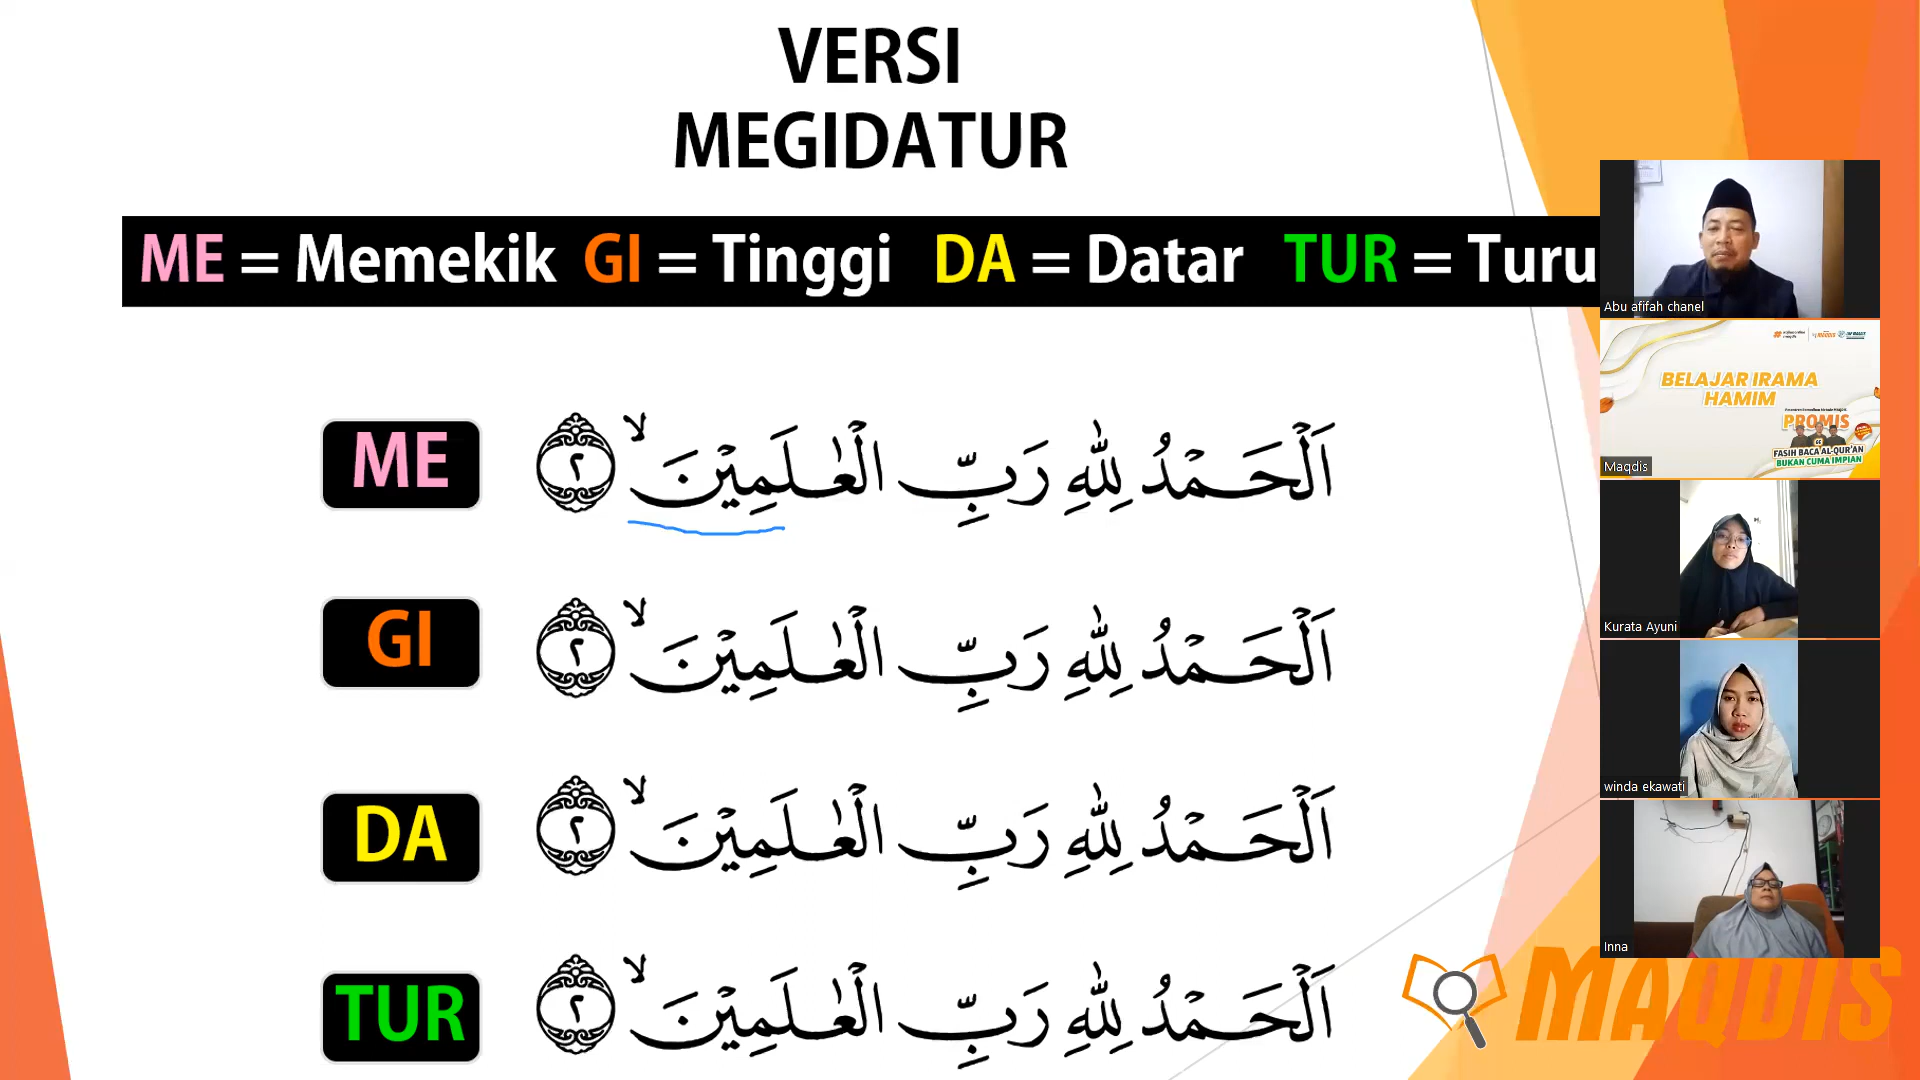 VERSI
MEGIDATUR
ME = Memekik GI = Tinggi DA = Datar TUR = Turu
ME
اَلْحَمْدُ لِلّٰهِ رَبِّ الْعٰلَمِيْنَۙ ٢
GI
اَلْحَمْدُ لِلّٰهِ رَبِّ الْعٰلَمِيْنَۙ ٢
DA
اَلْحَمْدُ لِلّٰهِ رَبِّ الْعٰلَمِيْنَۙ ٢
TUR
اَلْحَمْدُ لِلّٰهِ رَبِّ الْعٰلَمِيْنَۙ ٢
Abu afifah chanel
BELAJAR IRAMA
HAMIM
PROMIS
FASIH BACA AL-QUR'AN
BUKAN CUMA IMPIAN
Maqdis
Kurata Ayuni
winda ekawati
Inna
MAQDIS